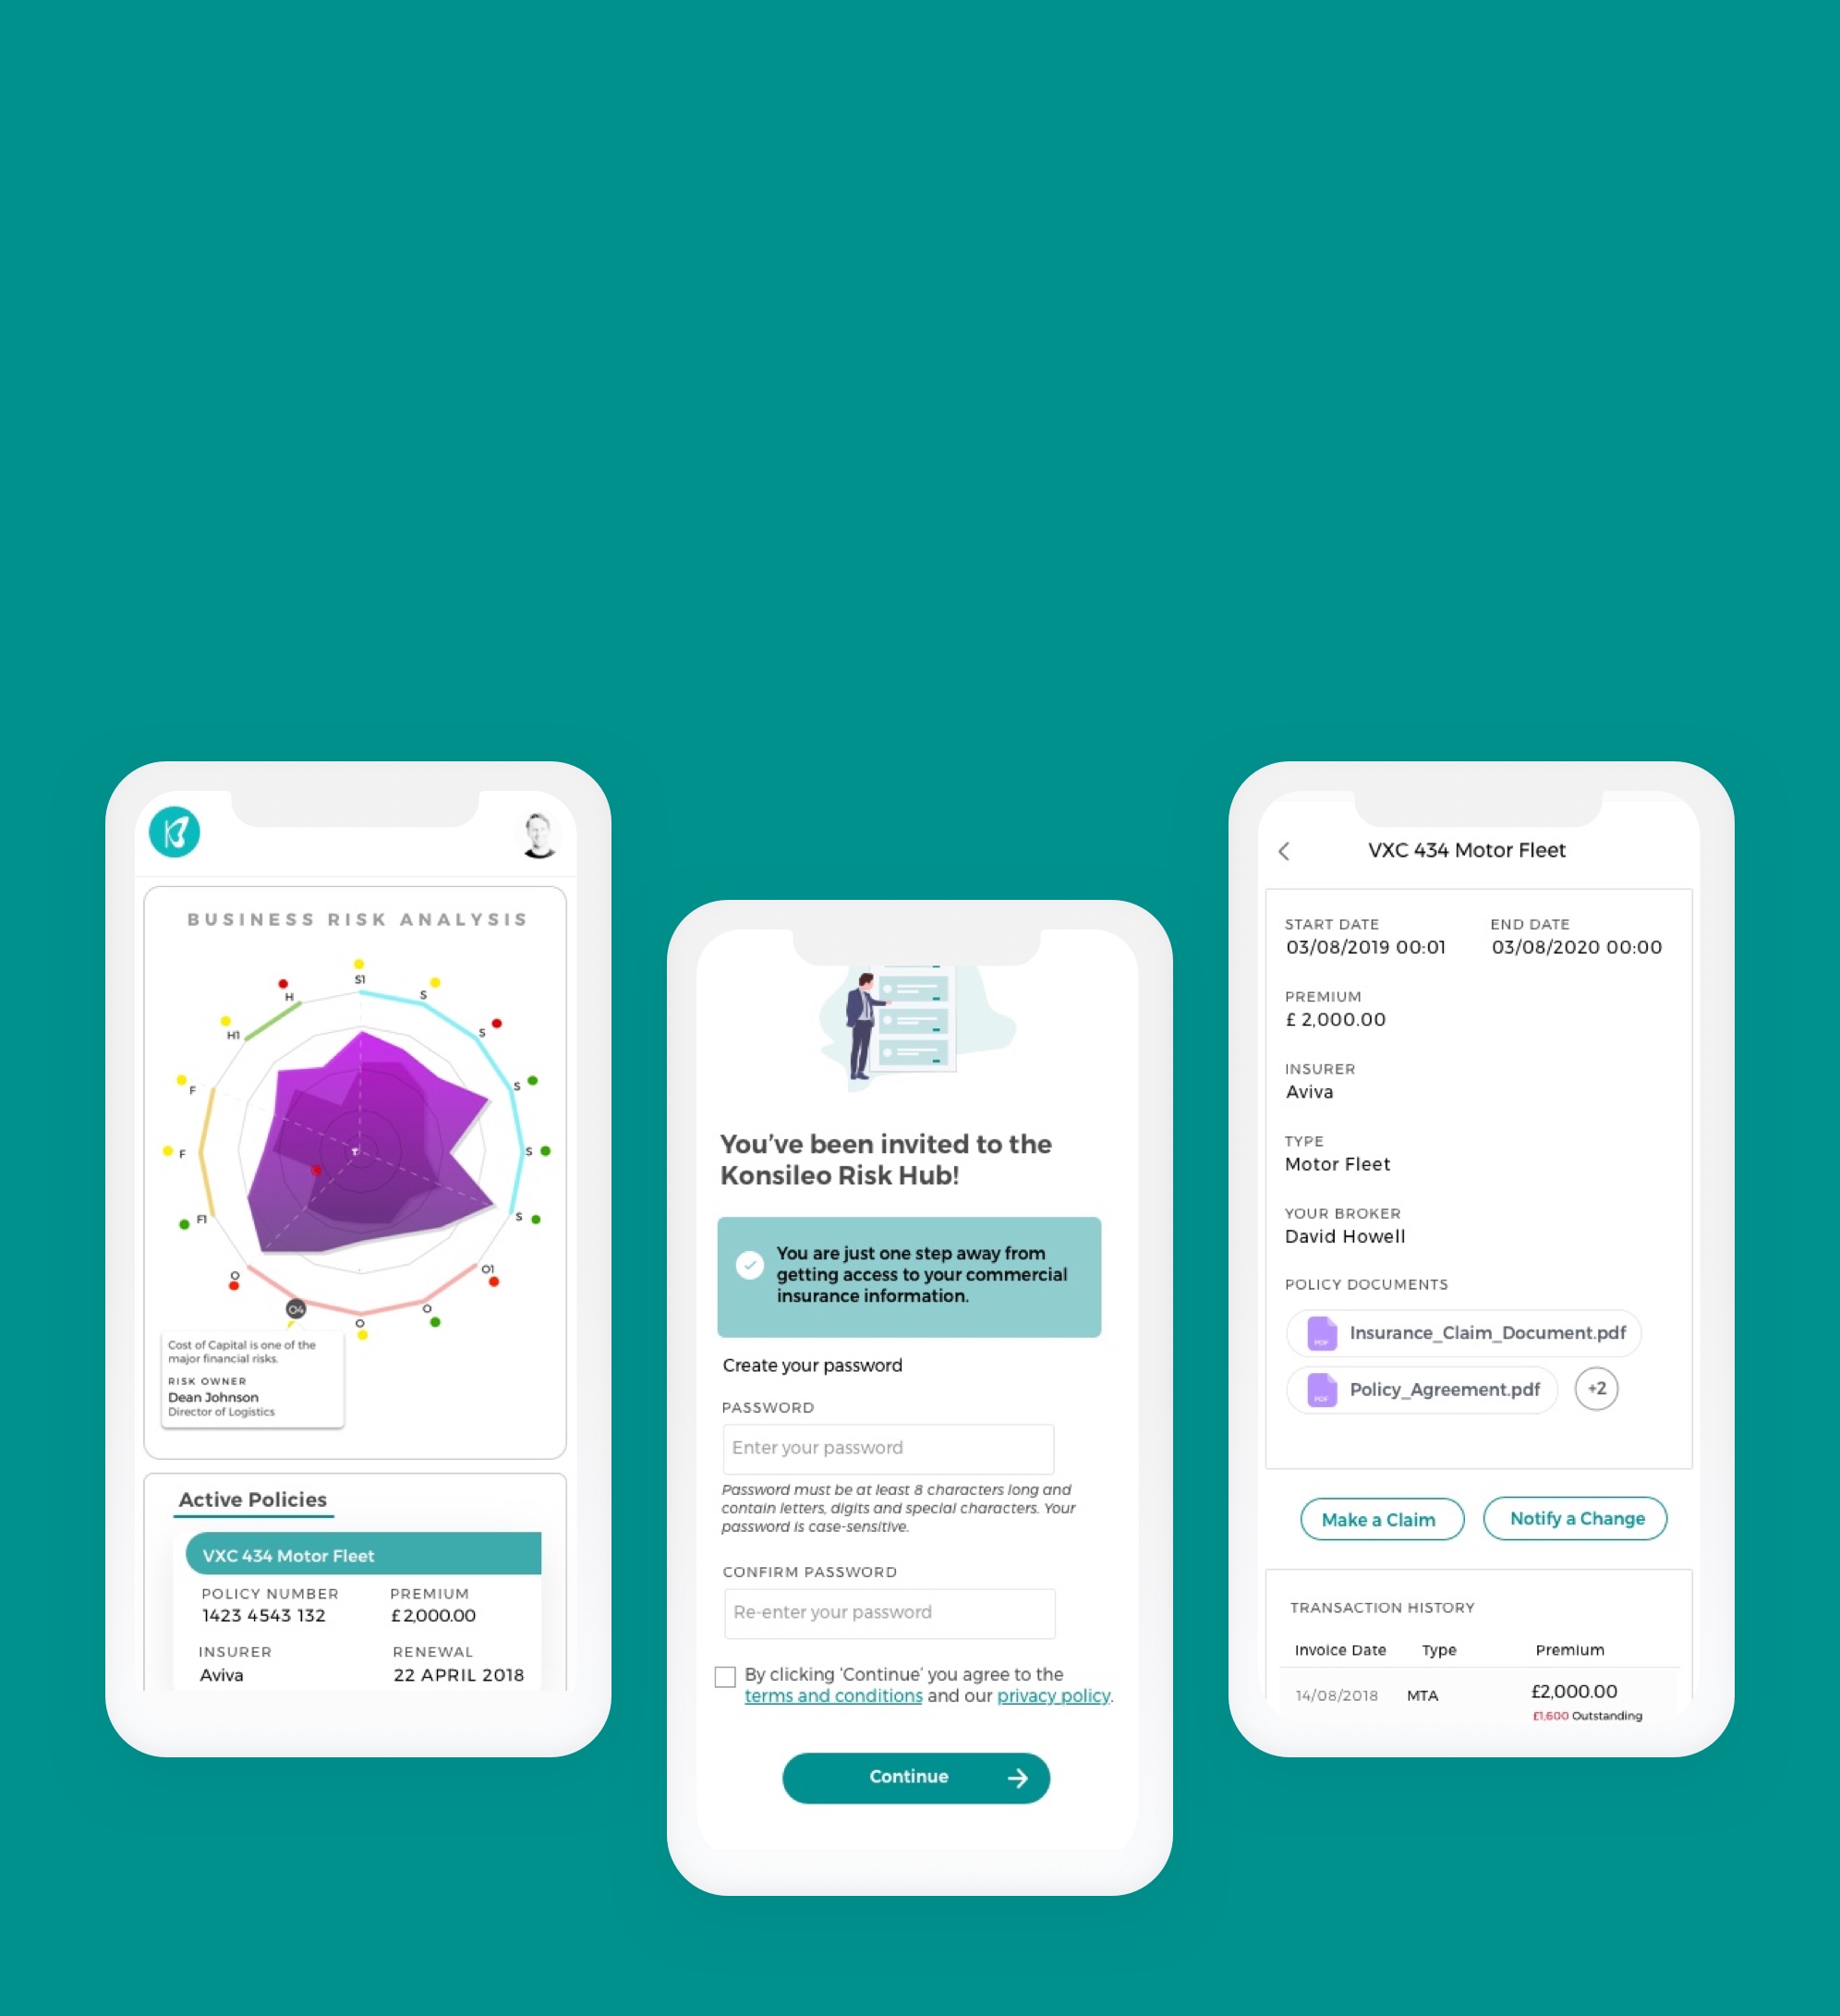 BUSINESS RISK ANALYSIS
S1
H
S
H1
S
F
S
F
T
S
F1
S
O
O1
O4
O
O
Cost of Capital is one of the
major financial risks.
RISK OWNER
Dean Johnson
Director of Logistics
Active Policies
VXC 434 Motor Fleet
POLICY NUMBER PREMIUM
1423 4543 132 £2,000.00
INSURER RENEWAL
Aviva 22 APRIL 2018
You've been invited to the
Konsileo Risk Hub!
You are just one step away from
getting access to your commercial
insurance information.
Create your password
PASSWORD
Enter your password
Password must be at least 8 characters long and
contain letters, digits and special characters. Your
password is case-sensitive.
CONFIRM PASSWORD
Re-enter your password
By clicking 'Continue' you agree to the
terms and conditions and our privacy policy.
Continue
VXC 434 Motor Fleet
START DATE END DATE
03/08/2019 00:01 03/08/2020 00:00
PREMIUM
£ 2,000.00
INSURER
Aviva
TYPE
Motor Fleet
YOUR BROKER
David Howell
POLICY DOCUMENTS
PDF Insurance_Claim_Document.pdf
PDF Policy_Agreement.pdf +2
Make a Claim Notify a Change
TRANSACTION HISTORY
Invoice Date Type Premium
14/08/2018 MTA £2,000.00
£1,600 Outstanding